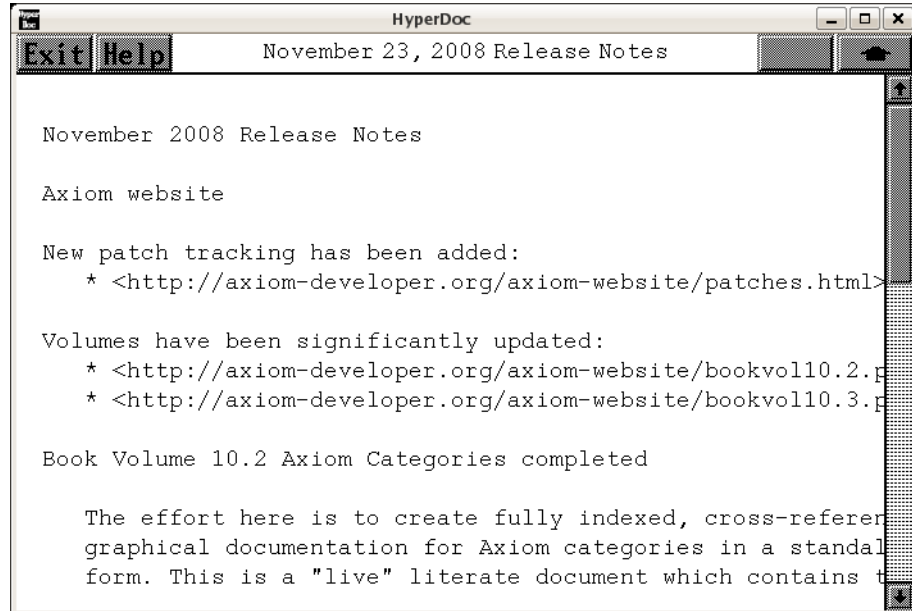 Hyper Doc
HyperDoc
Exit Help November 23, 2008 Release Notes
November 2008 Release Notes
Axiom website
New patch tracking has been added:
* <http://axiom-developer.org/axiom-website/patches.html>
Volumes have been significantly updated:
* <http://axiom-developer.org/axiom-website/bookvol10.2.p
* <http://axiom-developer.org/axiom-website/bookvol10.3.p
Book Volume 10.2 Axiom Categories completed
The effort here is to create fully indexed, cross-referen
graphical documentation for Axiom categories in a standal
form. This is a "live" literate document which contains t